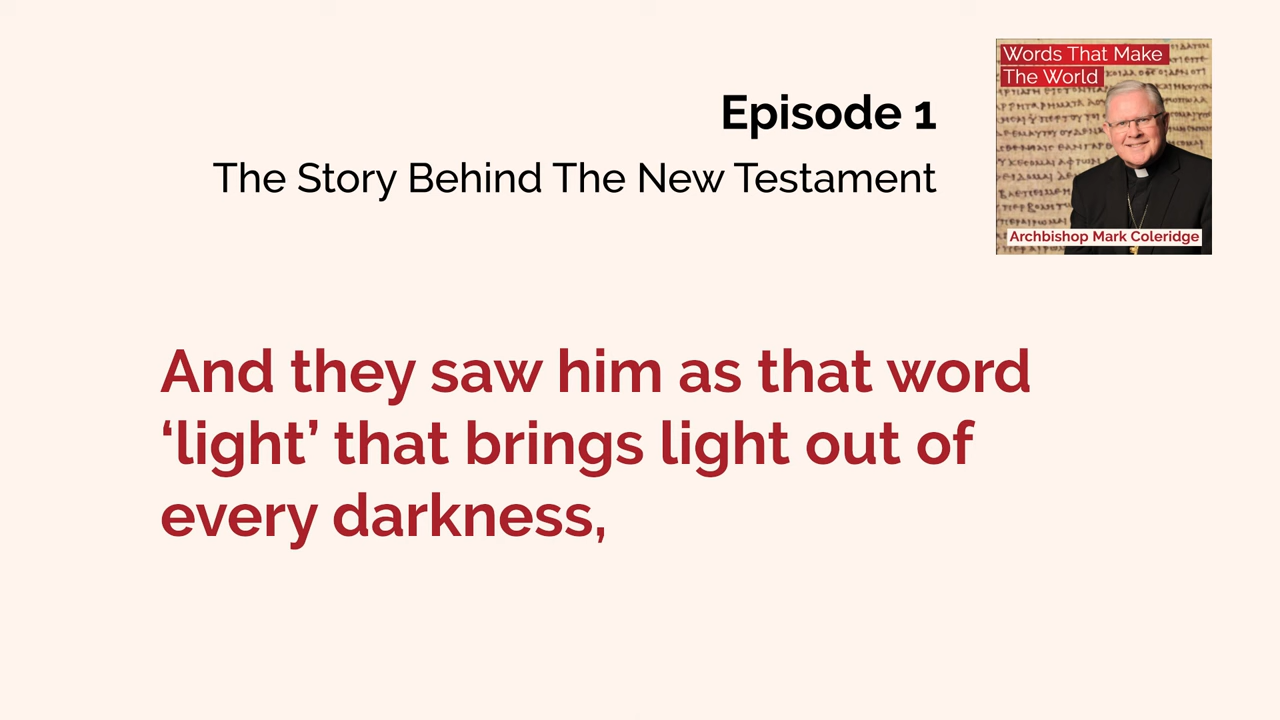 Episode 1
The Story Behind The New Testament
Words That Make
The World
Archbishop Mark Coleridge
And they saw him as that word
‘light’ that brings light out of
every darkness,